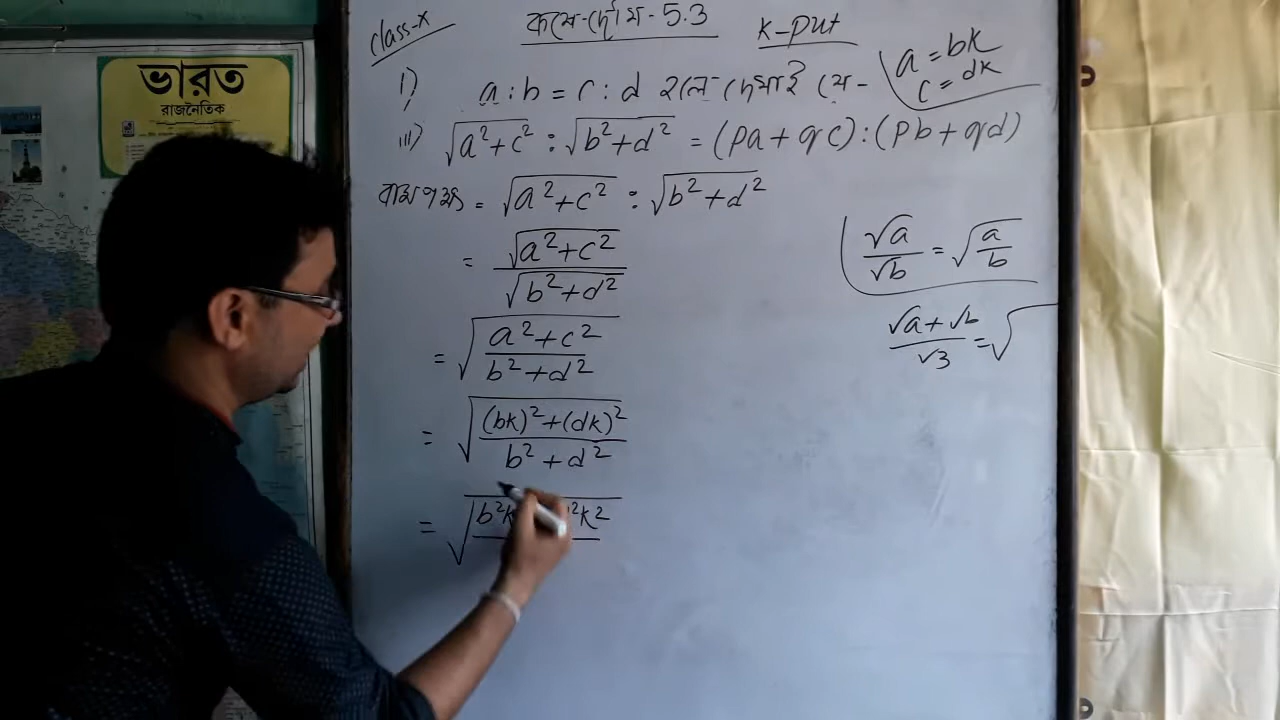 ভারত
রাজনৈতিক
class-x
কষে দেখি - 5.3
k-put
a = bk
c = dk
1) a : b = c : d হলে দেখাই যে -
III) √(a²+c²) : √(b²+d²) = (pa + qc) : (pb + qd)
বামপক্ষ = √(a²+c²) : √(b²+d²)
= √(a²+c²) / √(b²+d²)
= √((a²+c²)/(b²+d²))
= √(((bk)²+(dk)²)/(b²+d²))
= √(b²k ²k²
√a/√b = √(a/b)
(√a+√b)/√3 = √